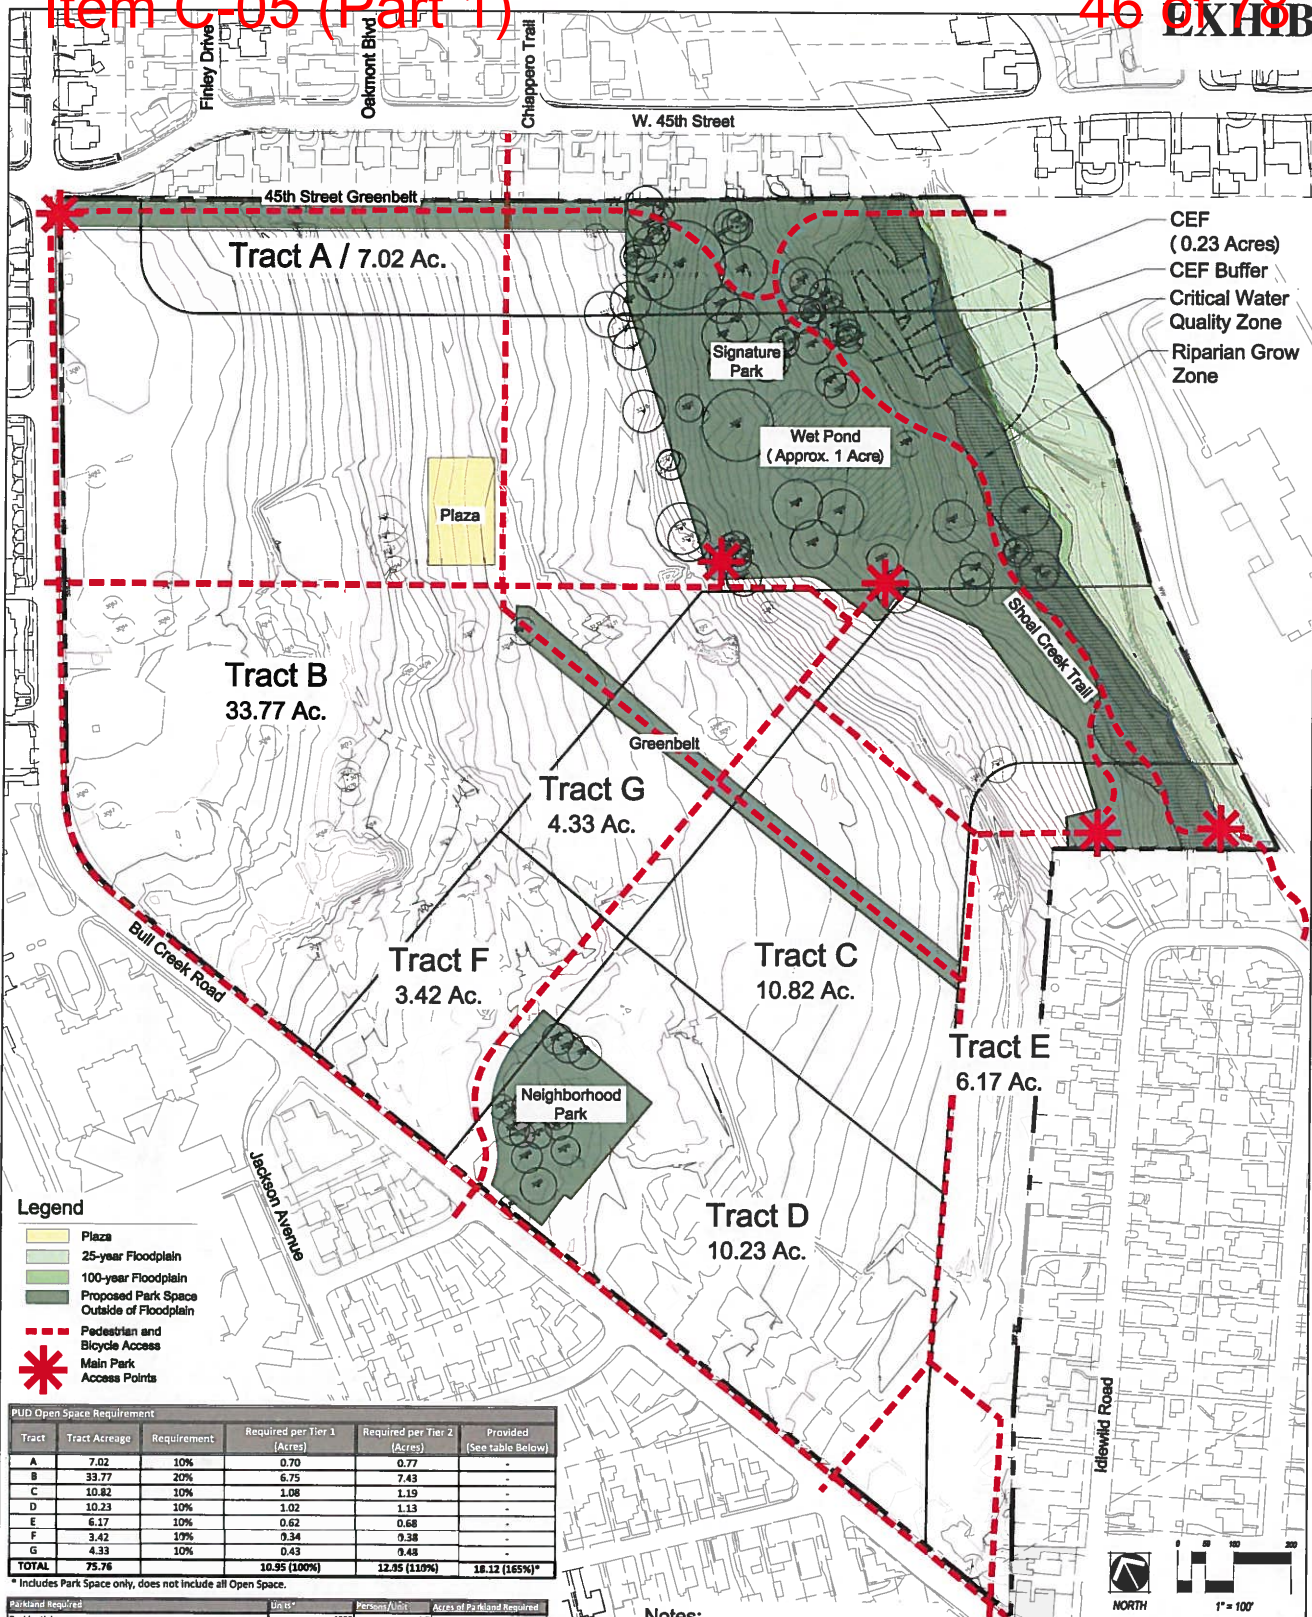 Item C-05 (Part 1)
46 of 78
EXHIB
Finley Drive
Oakmont Blvd
Chiappero Trail
W. 45th Street
45th Street Greenbelt
Tract A / 7.02 Ac.
CEF
( 0.23 Acres)
CEF Buffer
Critical Water
Quality Zone
Riparian Grow
Zone
Signature
Park
Wet Pond
( Approx. 1 Acre)
Plaza
Shoal Creek Trail
Tract B
33.77 Ac.
Greenbelt
Tract G
4.33 Ac.
Bull Creek Road
Tract F
3.42 Ac.
Tract C
10.82 Ac.
Tract E
6.17 Ac.
Neighborhood
Park
Jackson Avenue
Tract D
10.23 Ac.
Idlewild Road
Legend
Plaza
25-year Floodplain
100-year Floodplain
Proposed Park Space
Outside of Floodplain
Pedestrian and
Bicycle Access
Main Park
Access Points
PUD Open Space Requirement
Tract Tract Acreage Requirement Required per Tier 1 (Acres) Required per Tier 2 (Acres) Provided (See table Below)
A 7.02 10% 0.70 0.77 -
B 33.77 20% 6.75 7.43 -
C 10.82 10% 1.08 1.19 -
D 10.23 10% 1.02 1.13 -
E 6.17 10% 0.62 0.68 -
F 3.42 10% 0.34 0.38 -
G 4.33 10% 0.43 0.48 -
TOTAL 75.76 10.95 (100%) 12.05 (110%) 18.12 (165%)*
* Includes Park Space only, does not include all Open Space.
Parkland Required Units* Persons/Unit Acres of Parkland Required
Notes:
NORTH
0 50 100 200
1" = 100'